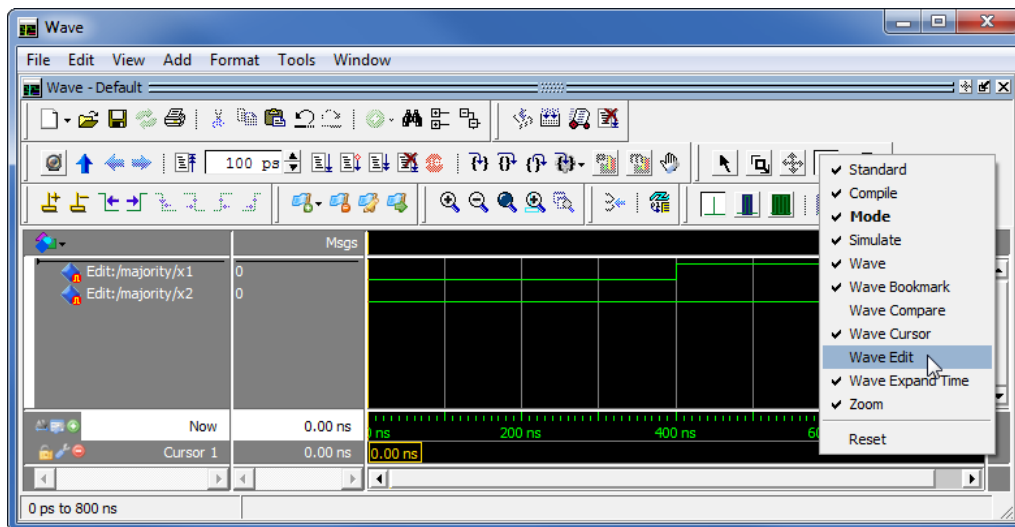 Wave
File Edit View Add Format Tools Window
Wave - Default
100 ps
Msgs
Edit:/majority/x1 0
Edit:/majority/x2 0
Standard
Compile
Mode
Simulate
Wave
Wave Bookmark
Wave Compare
Wave Cursor
Wave Edit
Wave Expand Time
Zoom
Reset
Now 0.00 ns ns 200 ns 400 ns
Cursor 1 0.00 ns 0.00 ns
0 ps to 800 ns